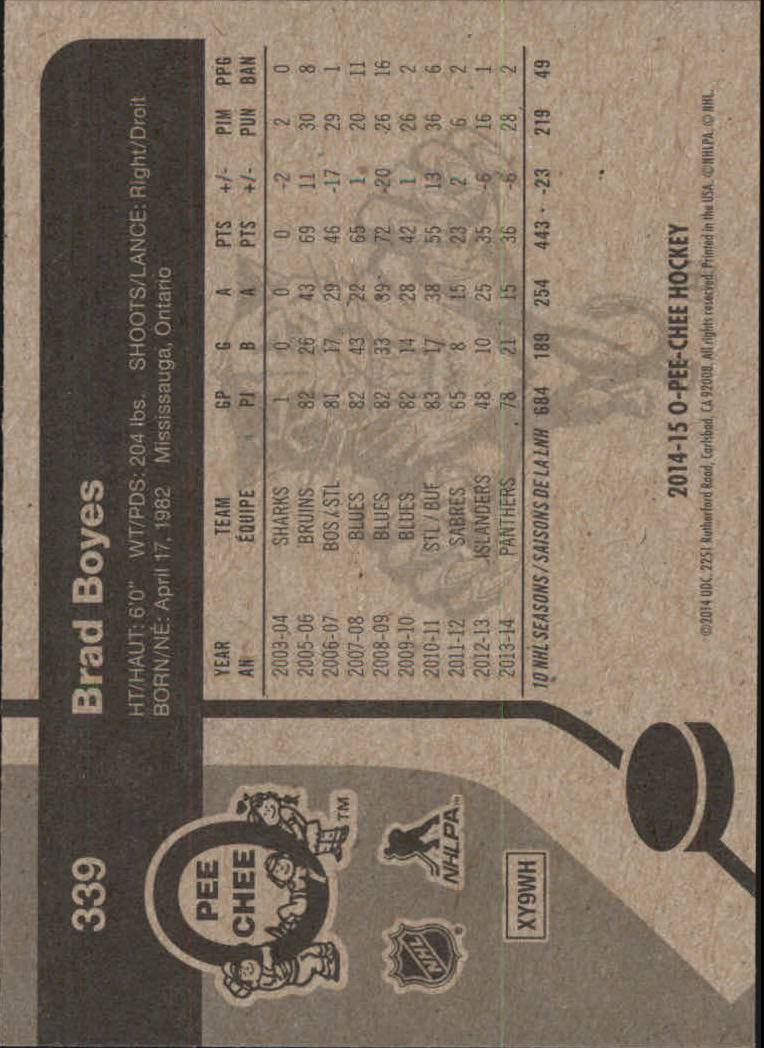 339 Brad Boyes
HT/HAUT: 6'0" WT/PDS: 204 lbs. SHOOTS/LANCE: Right/Droit
BORN/NÉ: April 17, 1982 Mississauga, Ontario
YEAR TEAM GP G A PTS +/- PIM PPG
AN ÉQUIPE PJ B A PTS +/- PUN BAN
2003-04 SHARKS 1 0 0 0 -2 2 0
2005-06 BRUINS 82 26 43 69 11 30 8
2006-07 BOS / STL 81 17 29 46 -17 29 1
2007-08 BLUES 82 43 22 65 1 20 11
2008-09 BLUES 82 33 39 72 -20 26 16
2009-10 BLUES 82 14 28 42 1 26 2
2010-11 STL / BUF 83 17 38 55 13 36 6
2011-12 SABRES 65 8 15 23 2 6 2
2012-13 ISLANDERS 48 10 25 35 -6 16 1
2013-14 PANTHERS 78 21 15 36 -6 28 2
10 NHL SEASONS / SAISONS DE LA LNH 684 189 254 443 -23 219 49
PEE
CHEE
TM
NHL
®
NHLPA™
XY9WH
2014-15 O-PEE-CHEE HOCKEY
©2014 UDC. 2251 Rutherford Road, Carlsbad, CA 92008. All rights reserved. Printed in the USA. ©NHLPA. © NHL.